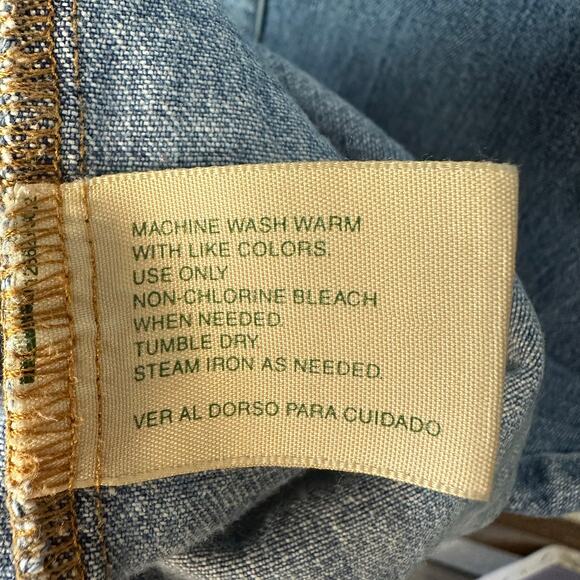 MACHINE WASH WARM
WITH LIKE COLORS.
USE ONLY
NON-CHLORINE BLEACH
WHEN NEEDED.
TUMBLE DRY.
STEAM IRON AS NEEDED.
VER AL DORSO PARA CUIDADO